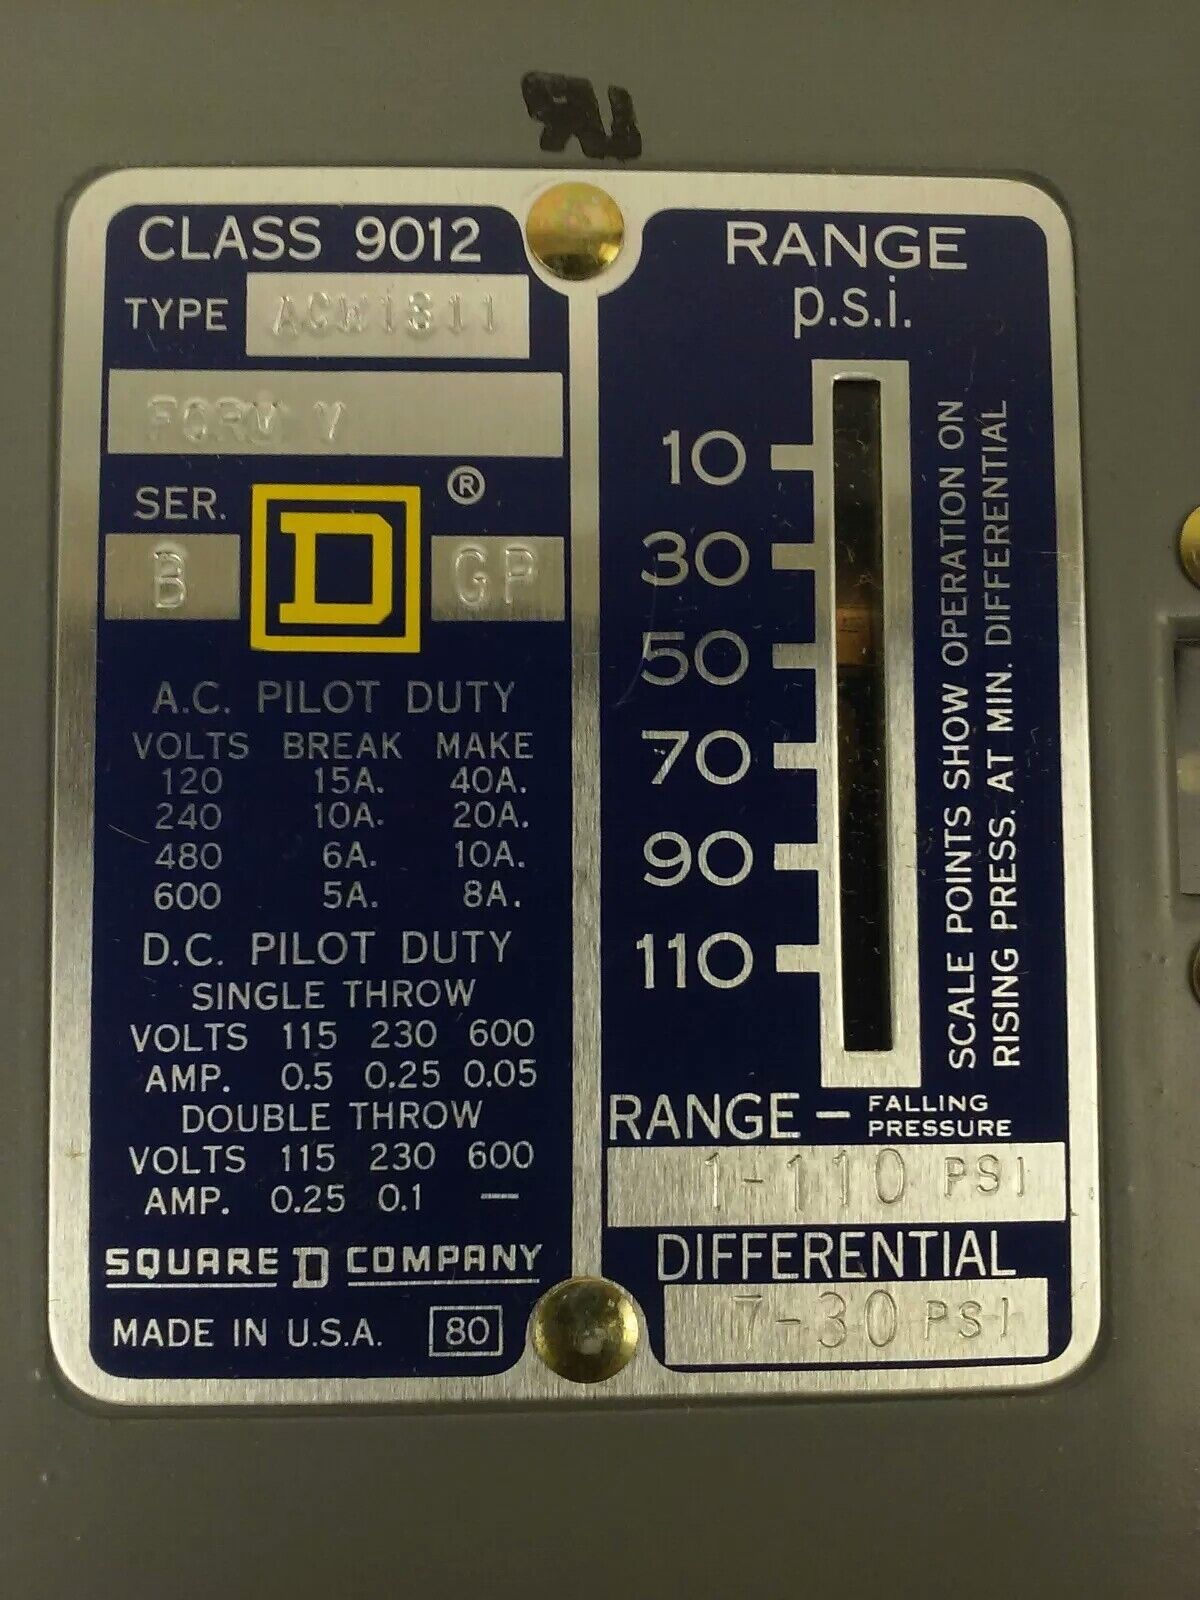 CLASS 9012
TYPE ACW1811
FORM V
SER.
B
D
®
GP
A.C. PILOT DUTY
VOLTS BREAK MAKE
120 15A. 40A.
240 10A. 20A.
480 6A. 10A.
600 5A. 8A.
D.C. PILOT DUTY
SINGLE THROW
VOLTS 115 230 600
AMP. 0.5 0.25 0.05
DOUBLE THROW
VOLTS 115 230 600
AMP. 0.25 0.1 —
SQUARE D COMPANY
MADE IN U.S.A. 80
RANGE
p.s.i.
10
30
50
70
90
110
SCALE POINTS SHOW OPERATION ON
RISING PRESS. AT MIN. DIFFERENTIAL
RANGE – FALLING
PRESSURE
1-110 PSI
DIFFERENTIAL
7-30 PSI